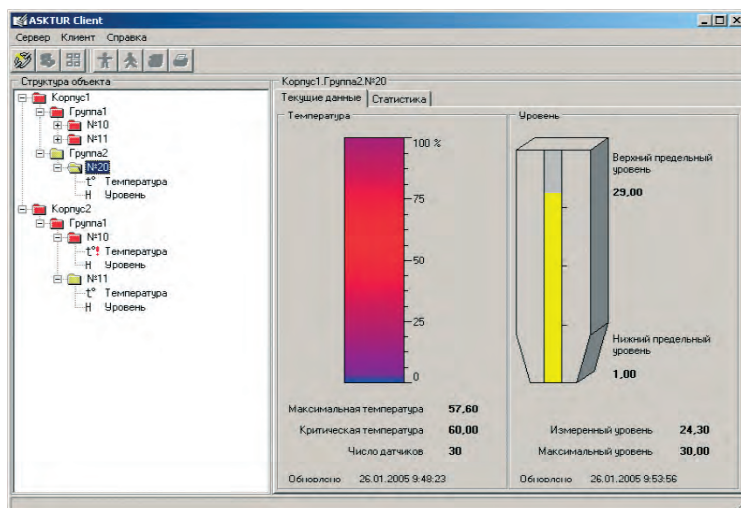 ASKTUR Client
Сервер Клиент Справка
Структура объекта
Корпус1
Группа1
№10
№11
Группа2
№20
t° Температура
H Уровень
Корпус2
Группа1
№10
t°! Температура
H Уровень
№11
t° Температура
H Уровень
Корпус1.Группа2.№20
Текущие данные Статистика
Температура
100 %
75
50
25
0
Максимальная температура 57,60
Критическая температура 60,00
Число датчиков 30
Обновлено 26.01.2005 9:48:23
Уровень
Верхний предельный
уровень
29,00
Нижний предельный
уровень
1,00
Измеренный уровень 24,30
Максимальный уровень 30,00
Обновлено 26.01.2005 9:53:56